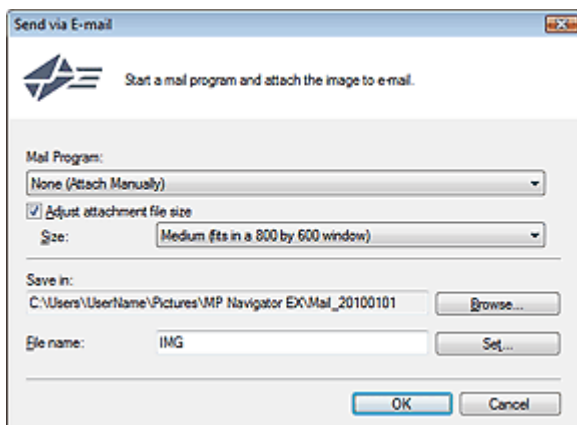 Send via E-mail
Start a mail program and attach the image to e-mail.
Mail Program:
None (Attach Manually)
Adjust attachment file size
Size: Medium (fits in a 800 by 600 window)
Save in:
C:\Users\UserName\Pictures\MP Navigator EX\Mail_20100101 Browse...
File name: IMG Set...
OK Cancel